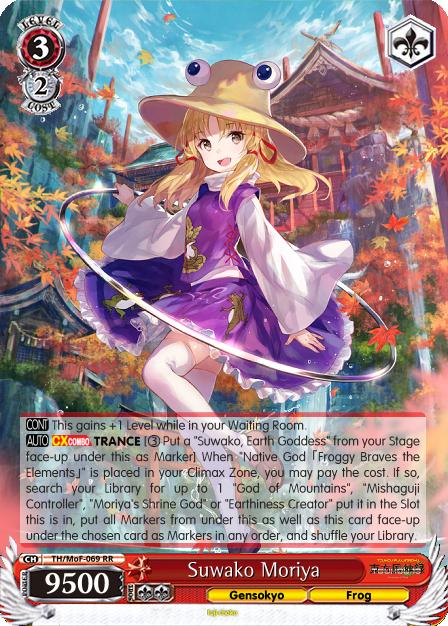 LEVEL
3
2
COST
CONT This gains +1 Level while in your Waiting Room.
AUTO CXCOMBO TRANCE [③ Put a "Suwako, Earth Goddess" from your Stage
face-up under this as Marker] When "Native God「Froggy Braves the
Elements」" is placed in your Climax Zone, you may pay the cost. If so,
search your Library for up to 1 "God of Mountains", "Mishaguji
Controller", "Moriya's Shrine God" or "Earthiness Creator" put it in the Slot
this is in, put all Markers from under this as well as this card face-up
under the chosen card as Markers in any order, and shuffle your Library.
CH TH/MoF-069 RR
POWER 9500 SOUL Suwako Moriya
Gensokyo Frog